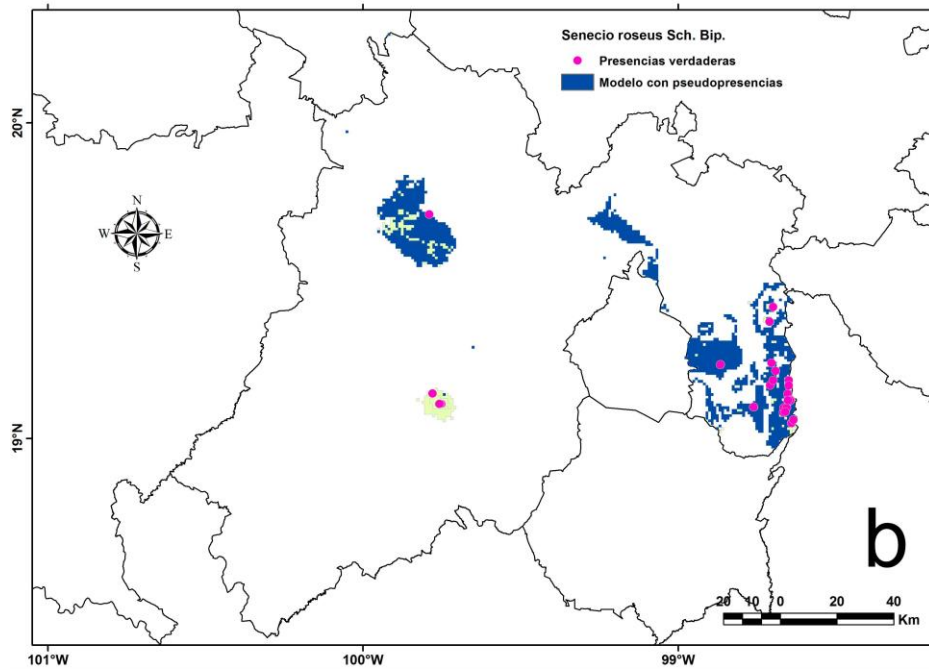 Senecio roseus Sch. Bip.
Presencias verdaderas
Modelo con pseudopresencias
20°N
N
W E
S
19°N
b
20 10 0 20 40
Km
101°W 100°W 99°W